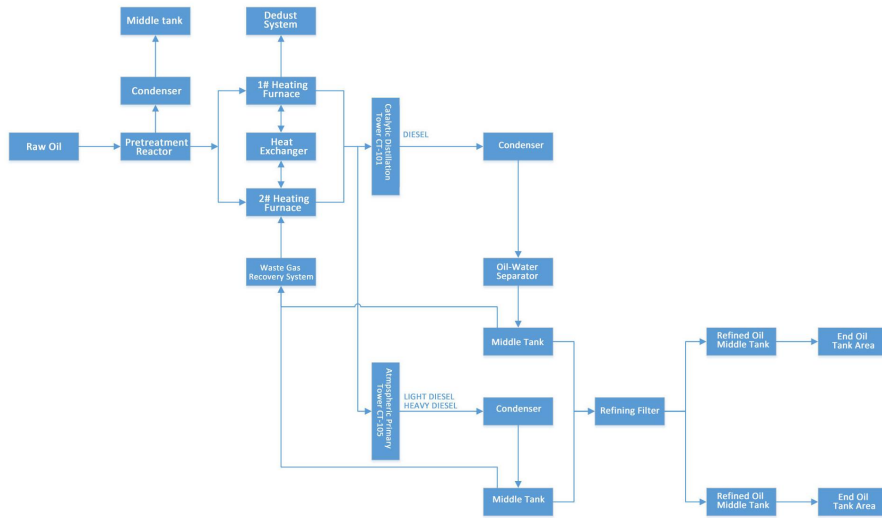 Middle tank
Dedust
System
Condenser
1# Heating
Furnace
Raw Oil
Pretreatment
Reactor
Heat
Exchanger
Catalytic Distillation
Tower CT-101
DIESEL
Condenser
2# Heating
Furnace
Waste Gas
Recovery System
Oil-Water
Separator
Middle Tank
Refined Oil
Middle Tank
End Oil
Tank Area
Atmpspheric Primary
Tower CT-105
LIGHT DIESEL
HEAVY DIESEL
Condenser
Refining Filter
Middle Tank
Refined Oil
Middle Tank
End Oil
Tank Area